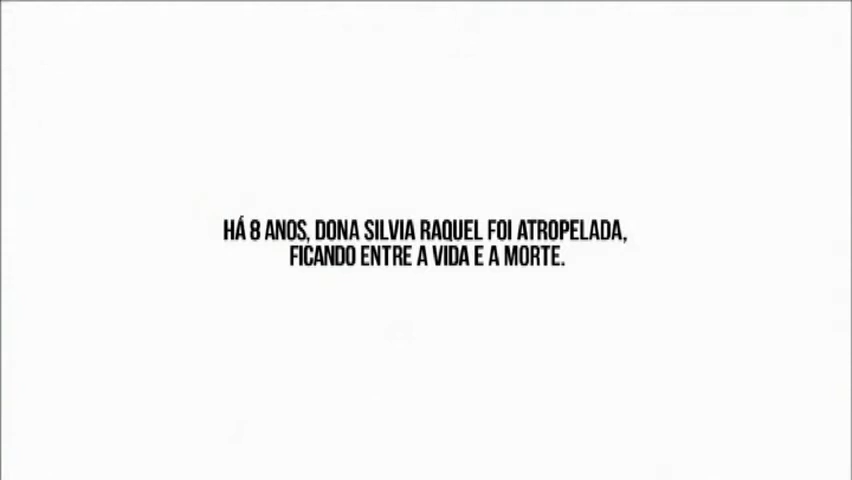 HÁ 8 ANOS, DONA SILVIA RAQUEL FOI ATROPELADA,
FICANDO ENTRE A VIDA E A MORTE.